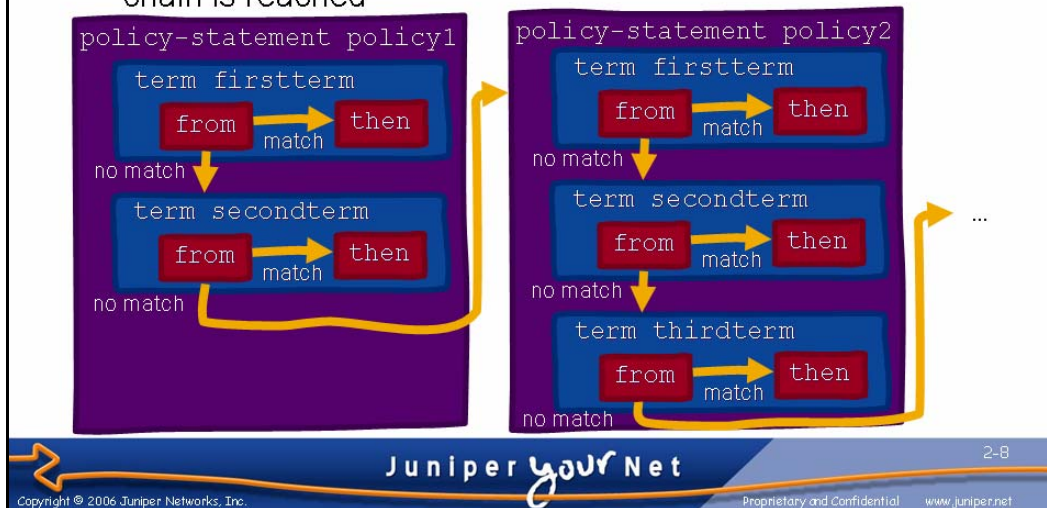 chain is reached
policy-statement policy1
term firstterm
from
match
then
no match
term secondterm
from
match
then
no match
policy-statement policy2
term firstterm
from
match
then
no match
term secondterm
from
match
then
no match
term thirdterm
from
match
then
no match
...
Juniper your Net
2-8
Copyright © 2006 Juniper Networks, Inc.
Proprietary and Confidential www.juniper.net